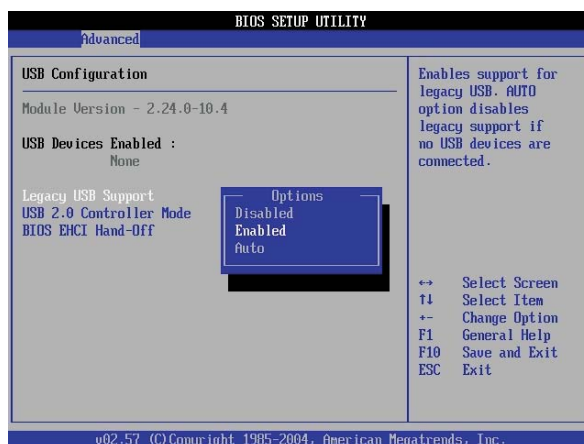 BIOS SETUP UTILITY
Advanced
USB Configuration
Module Version - 2.24.0-10.4
USB Devices Enabled :
None
Legacy USB Support
USB 2.0 Controller Mode
BIOS EHCI Hand-Off
Options
Disabled
Enabled
Auto
Enables support for
legacy USB. AUTO
option disables
legacy support if
no USB devices are
connected.
↔ Select Screen
↑↓ Select Item
+- Change Option
F1 General Help
F10 Save and Exit
ESC Exit
v02.57 (C)Copyright 1985-2004, American Megatrends, Inc.